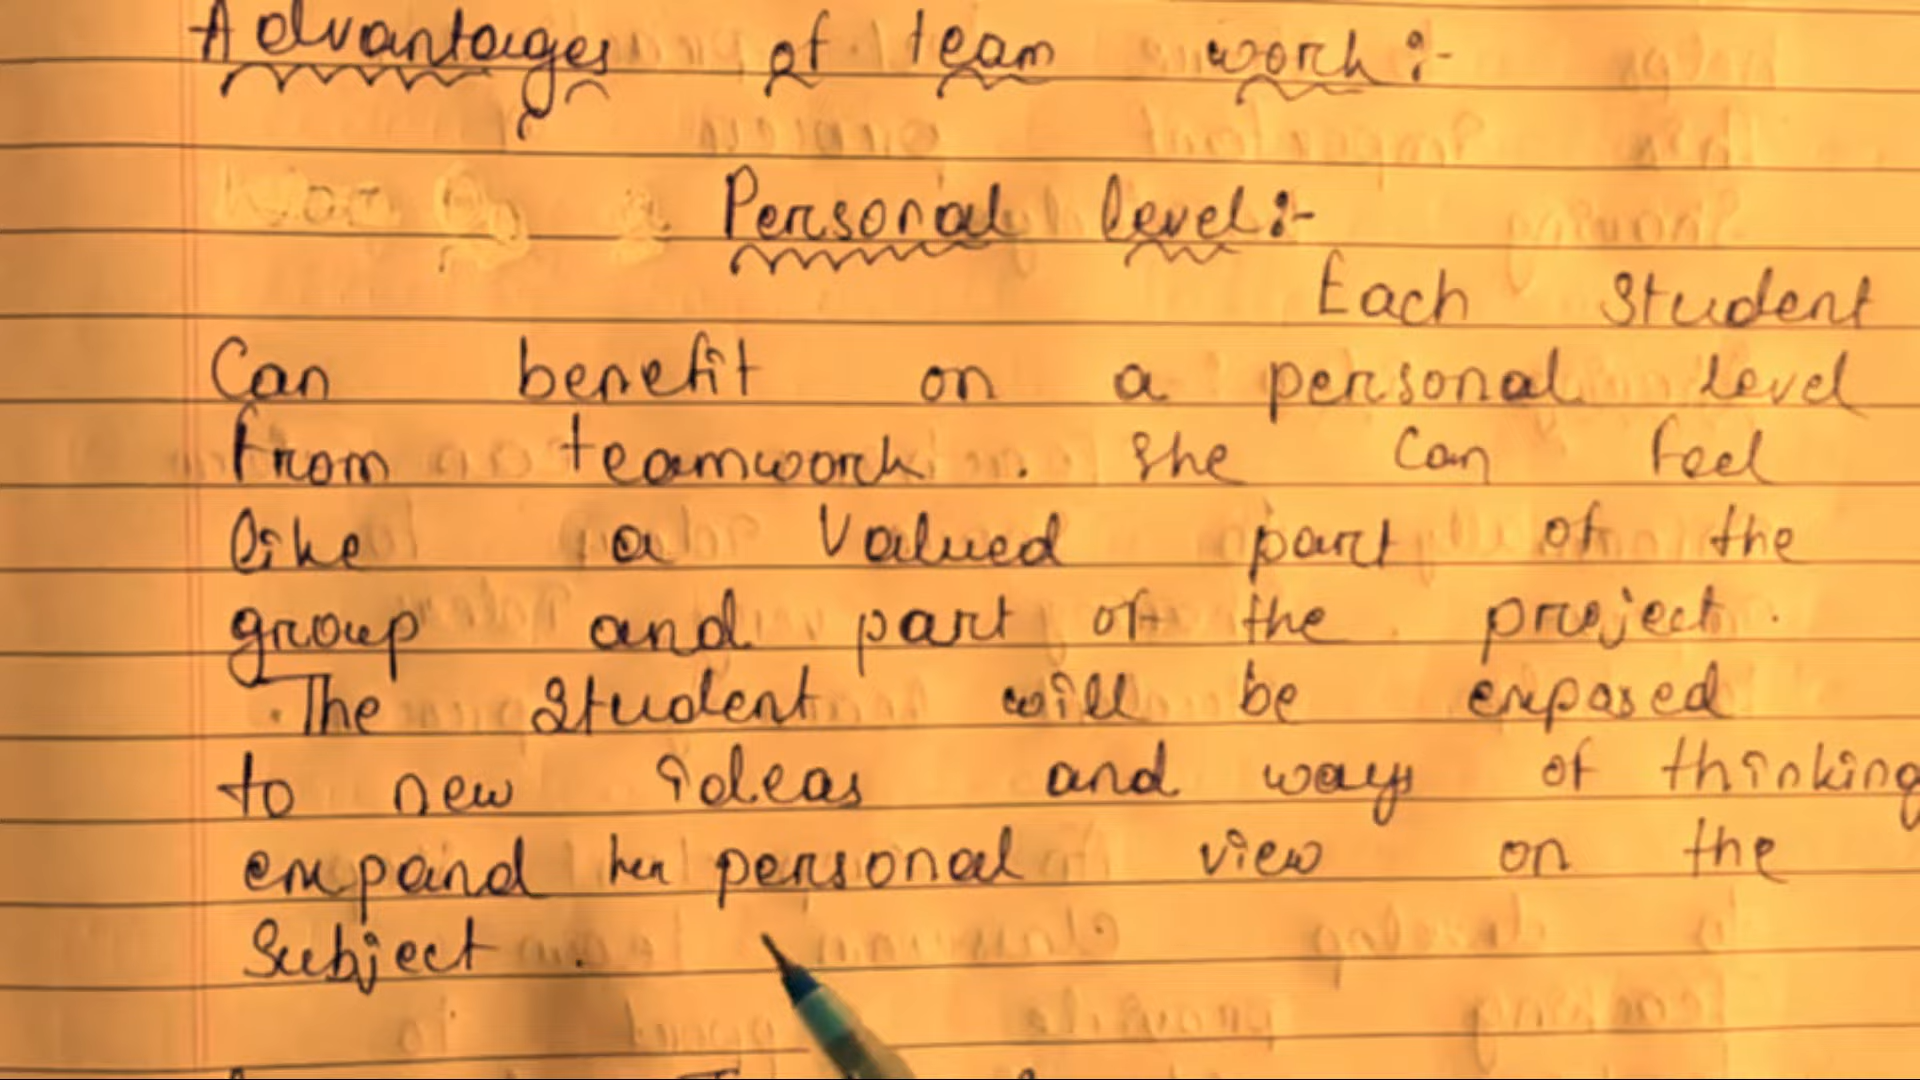 Advantages of team work :-
Personal level :-
Each student
Can benefit on a personal level
from teamwork . She can feel
like a valued part of the
group and part of the project .
The Student will be exposed
to new ideas and ways of thinking
expand her personal view on the
Subject .